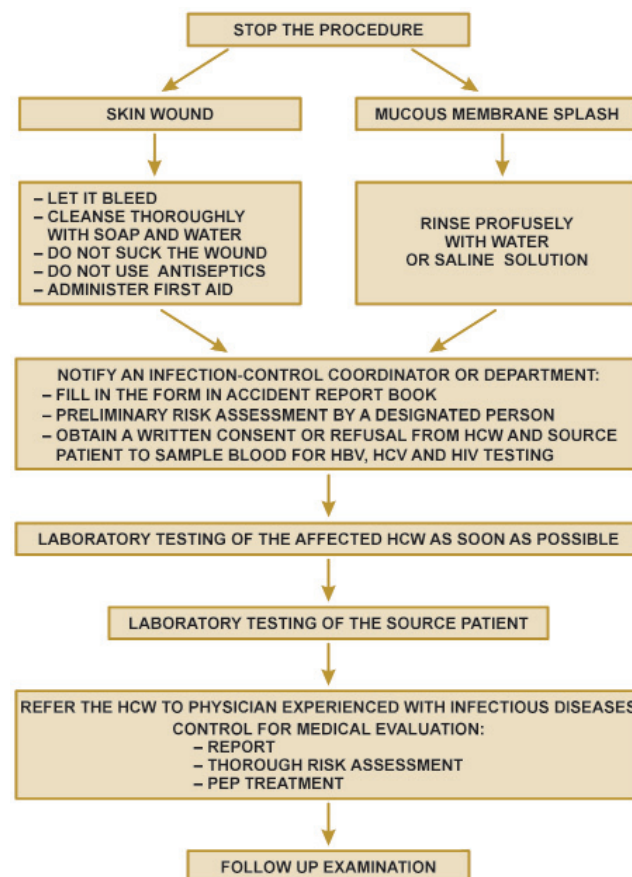 STOP THE PROCEDURE
SKIN WOUND
MUCOUS MEMBRANE SPLASH
– LET IT BLEED
– CLEANSE THOROUGHLY
WITH SOAP AND WATER
– DO NOT SUCK THE WOUND
– DO NOT USE ANTISEPTICS
– ADMINISTER FIRST AID
RINSE PROFUSELY
WITH WATER
OR SALINE SOLUTION
NOTIFY AN INFECTION-CONTROL COORDINATOR OR DEPARTMENT:
– FILL IN THE FORM IN ACCIDENT REPORT BOOK
– PRELIMINARY RISK ASSESSMENT BY A DESIGNATED PERSON
– OBTAIN A WRITTEN CONSENT OR REFUSAL FROM HCW AND SOURCE
PATIENT TO SAMPLE BLOOD FOR HBV, HCV AND HIV TESTING
LABORATORY TESTING OF THE AFFECTED HCW AS SOON AS POSSIBLE
LABORATORY TESTING OF THE SOURCE PATIENT
REFER THE HCW TO PHYSICIAN EXPERIENCED WITH INFECTIOUS DISEASES
CONTROL FOR MEDICAL EVALUATION:
– REPORT
– THOROUGH RISK ASSESSMENT
– PEP TREATMENT
FOLLOW UP EXAMINATION